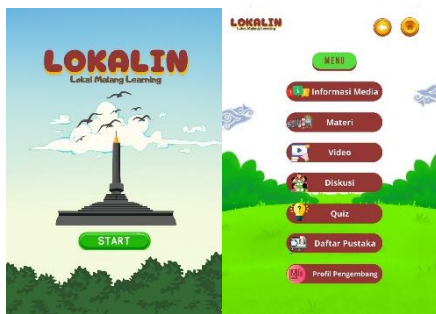 LOKALIN
Lokal Malang Learning
START
LOKALIN
Lokal Malang Learning
MENU
Informasi Media
Materi
Video
Diskusi
Quiz
Daftar Pustaka
Profil Pengembang